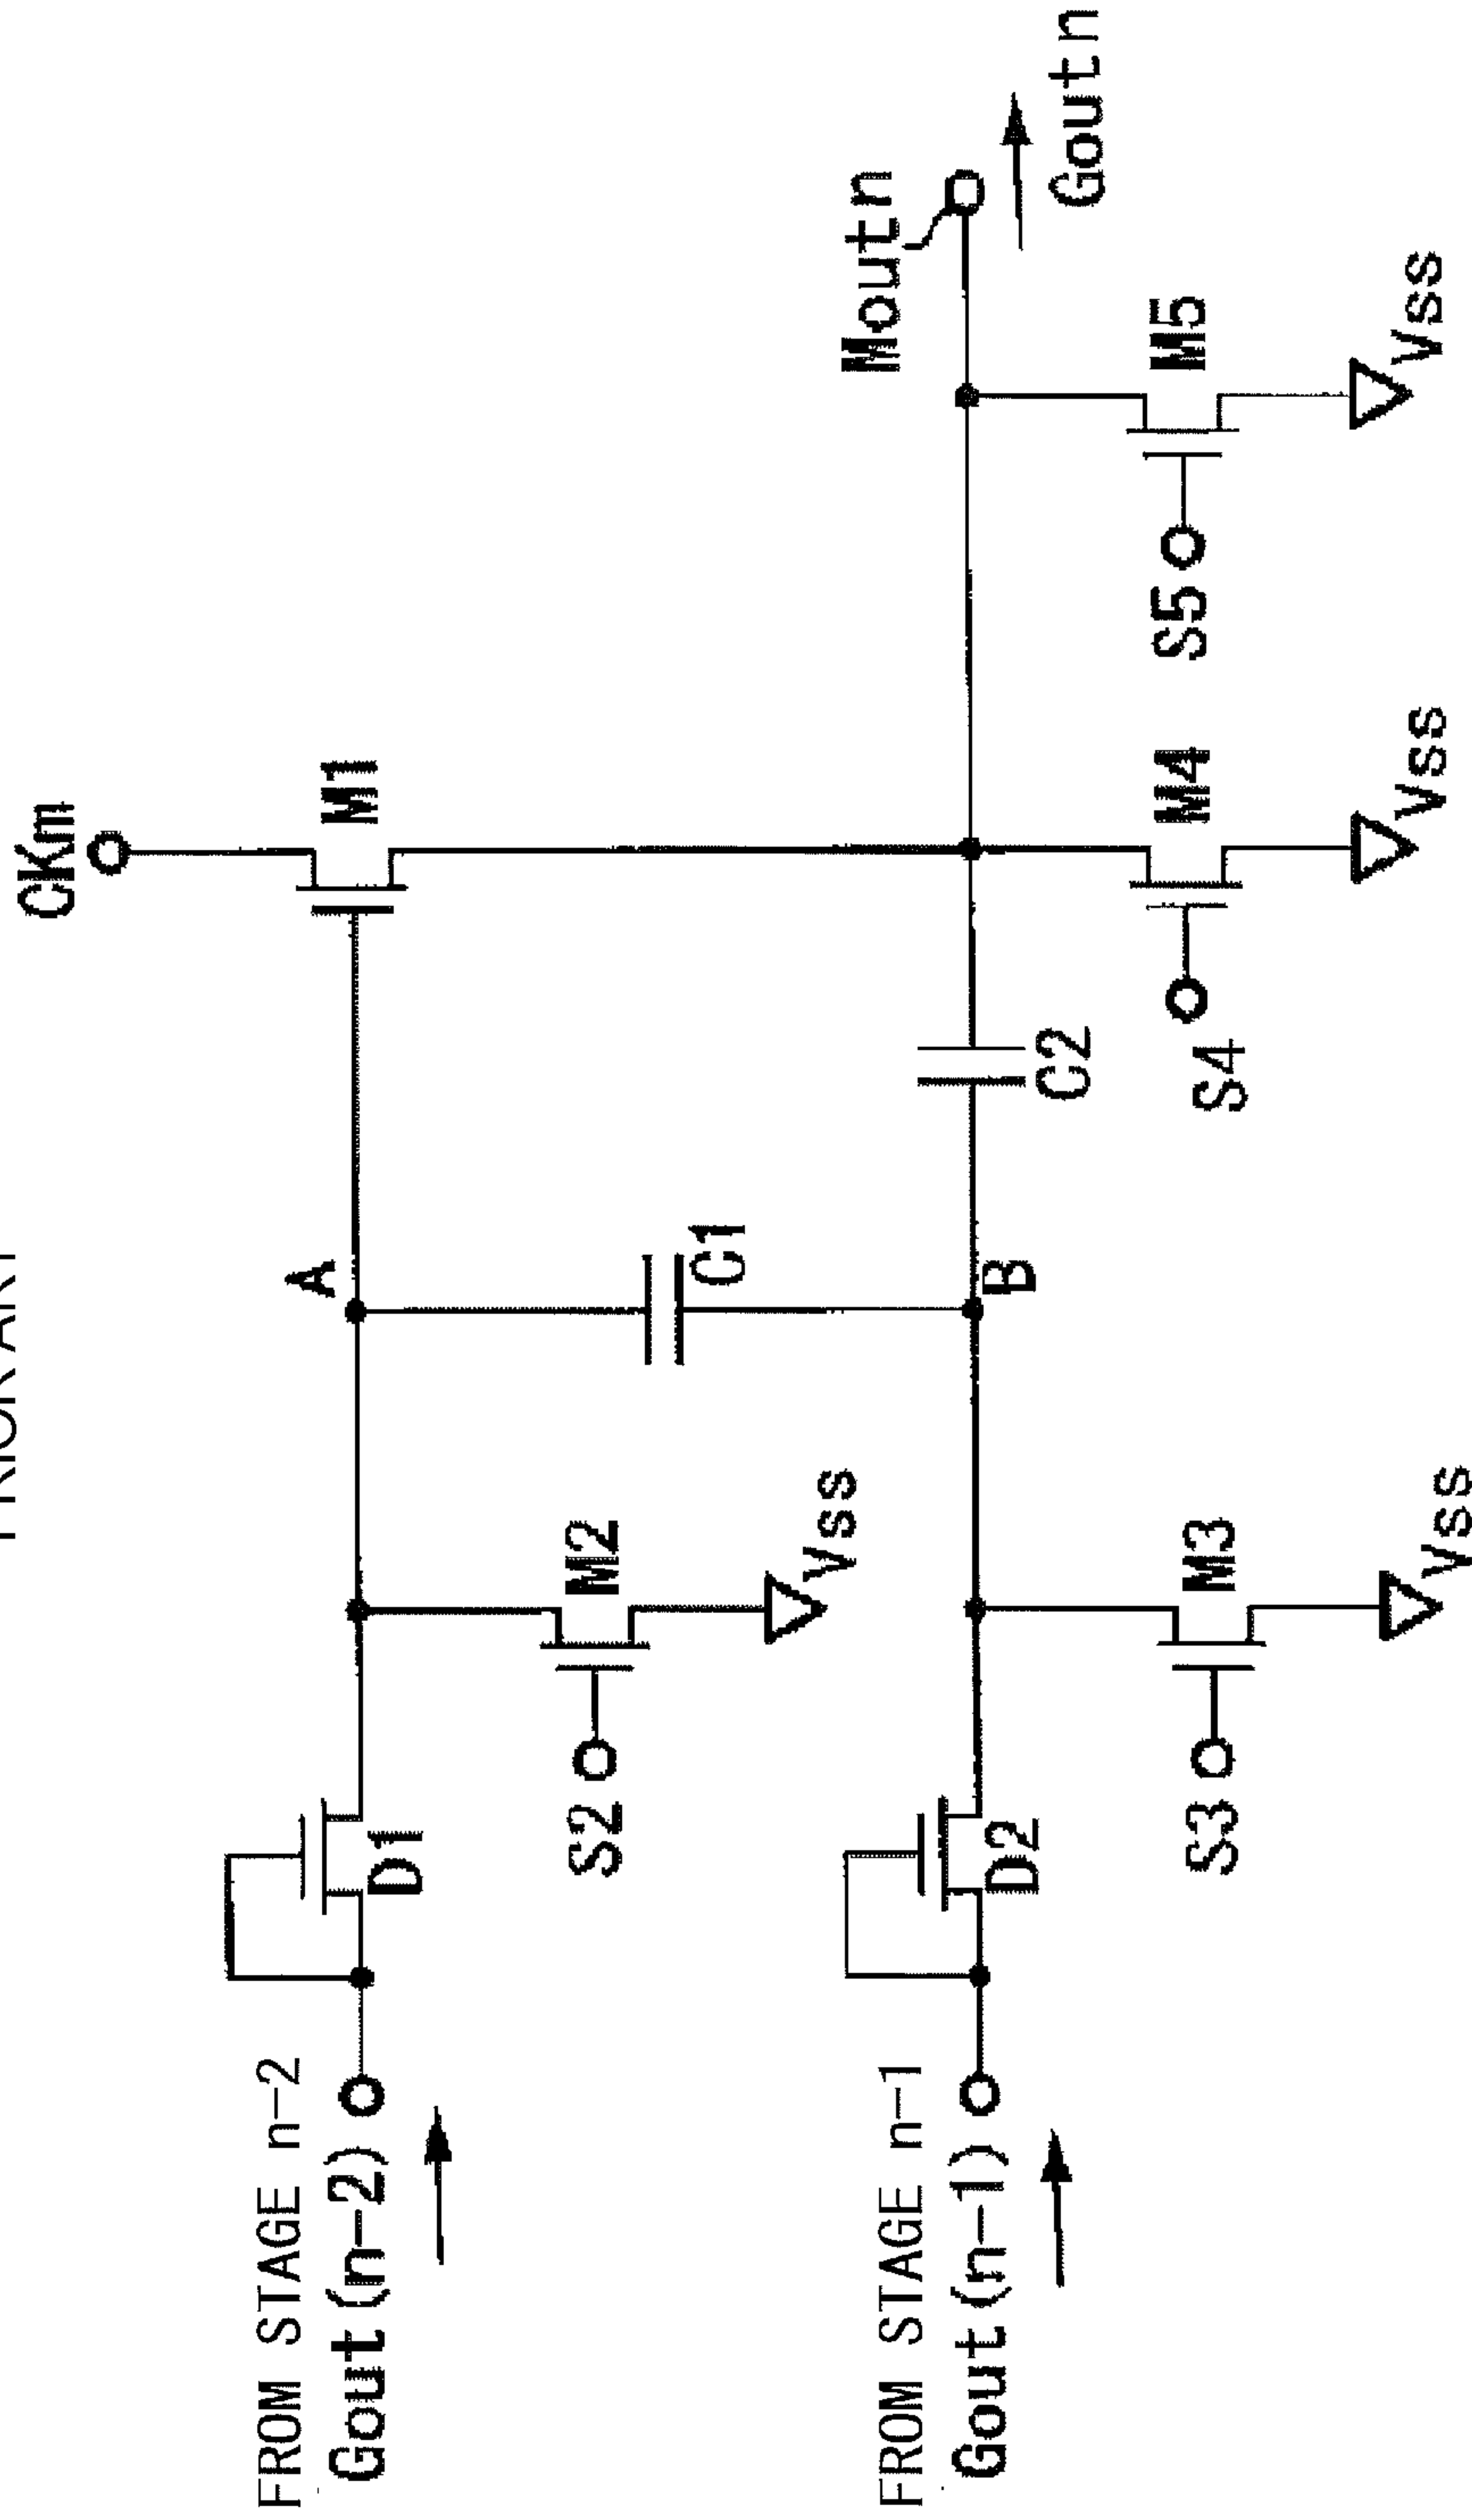 PRIOR ART
CKm
M1
FROM STAGE n-2
Gout(n-2)
D1
A
S2
M2
Vss
C1
FROM STAGE n-1
Gout(n-1)
D2
B
C2
Moutn
Goutn
S3
M3
Vss
S4
M4
Vss
S5
M5
Vss